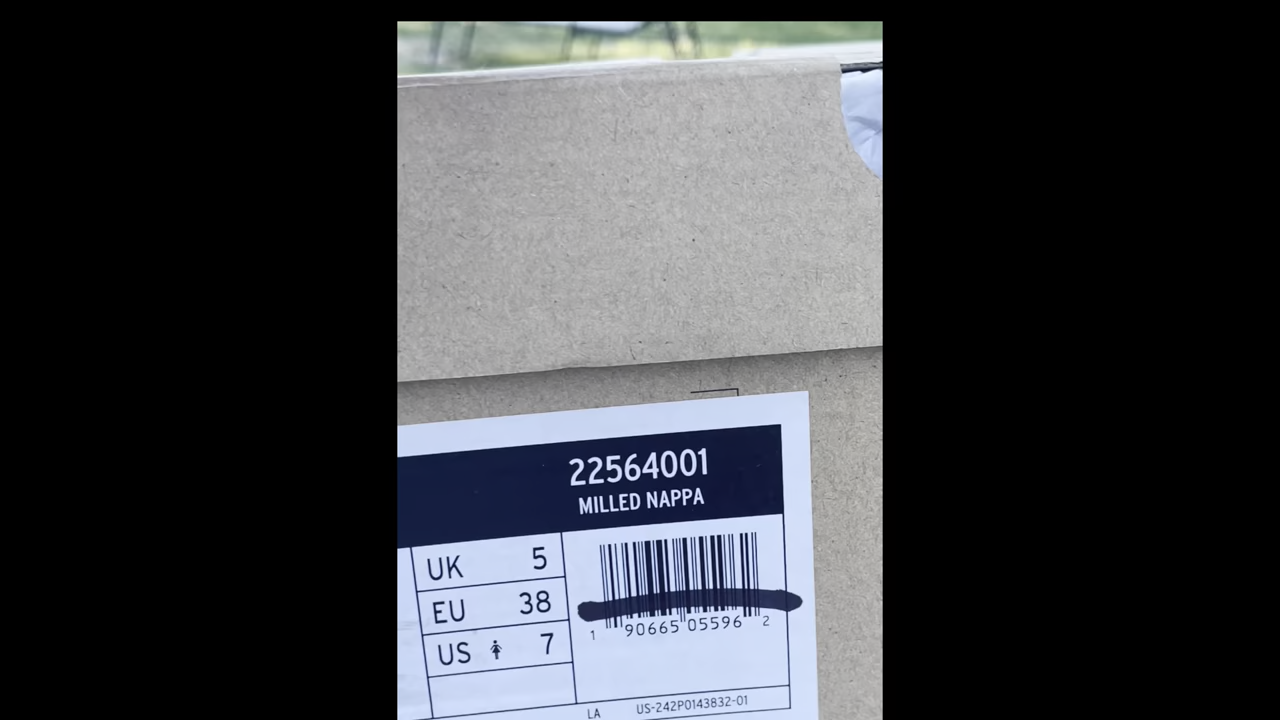 22564001
MILLED NAPPA
UK 5
EU 38
US 7
1 90665 05596 2
LA US-242P0143832-01